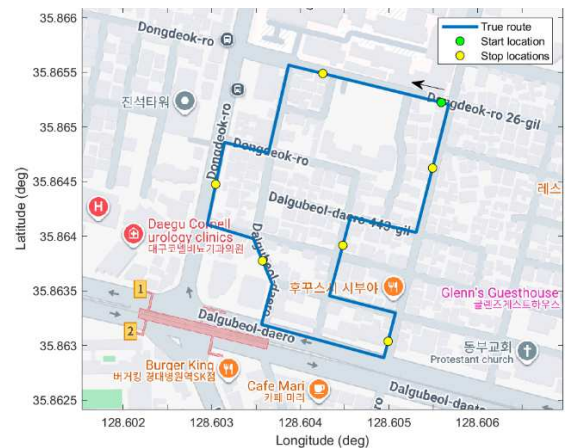 35.866
35.8655
35.865
35.8645
35.864
35.8635
35.863
35.8625
Latitude (deg)
128.602
128.603
128.604
128.605
128.606
Longitude (deg)
True route
Start location
Stop locations
Dongdeok-ro
Dongdeok-ro 26-gil
진석타워
Dongdeok-ro
Dongdeok-ro
Dalgubeol-daero 443-gil
Daegu Cornell
urology clinics
대구코넬비뇨기과의원
H
레스
Dalgubeol-daero
후꾸스시 시부야
Glenn's Guesthouse
글렌즈게스트하우스
1
2
Dalgubeol-daero
동부교회
Protestant church
Burger King
버거킹 경대병원역SK점
Cafe Mari
카페 마리